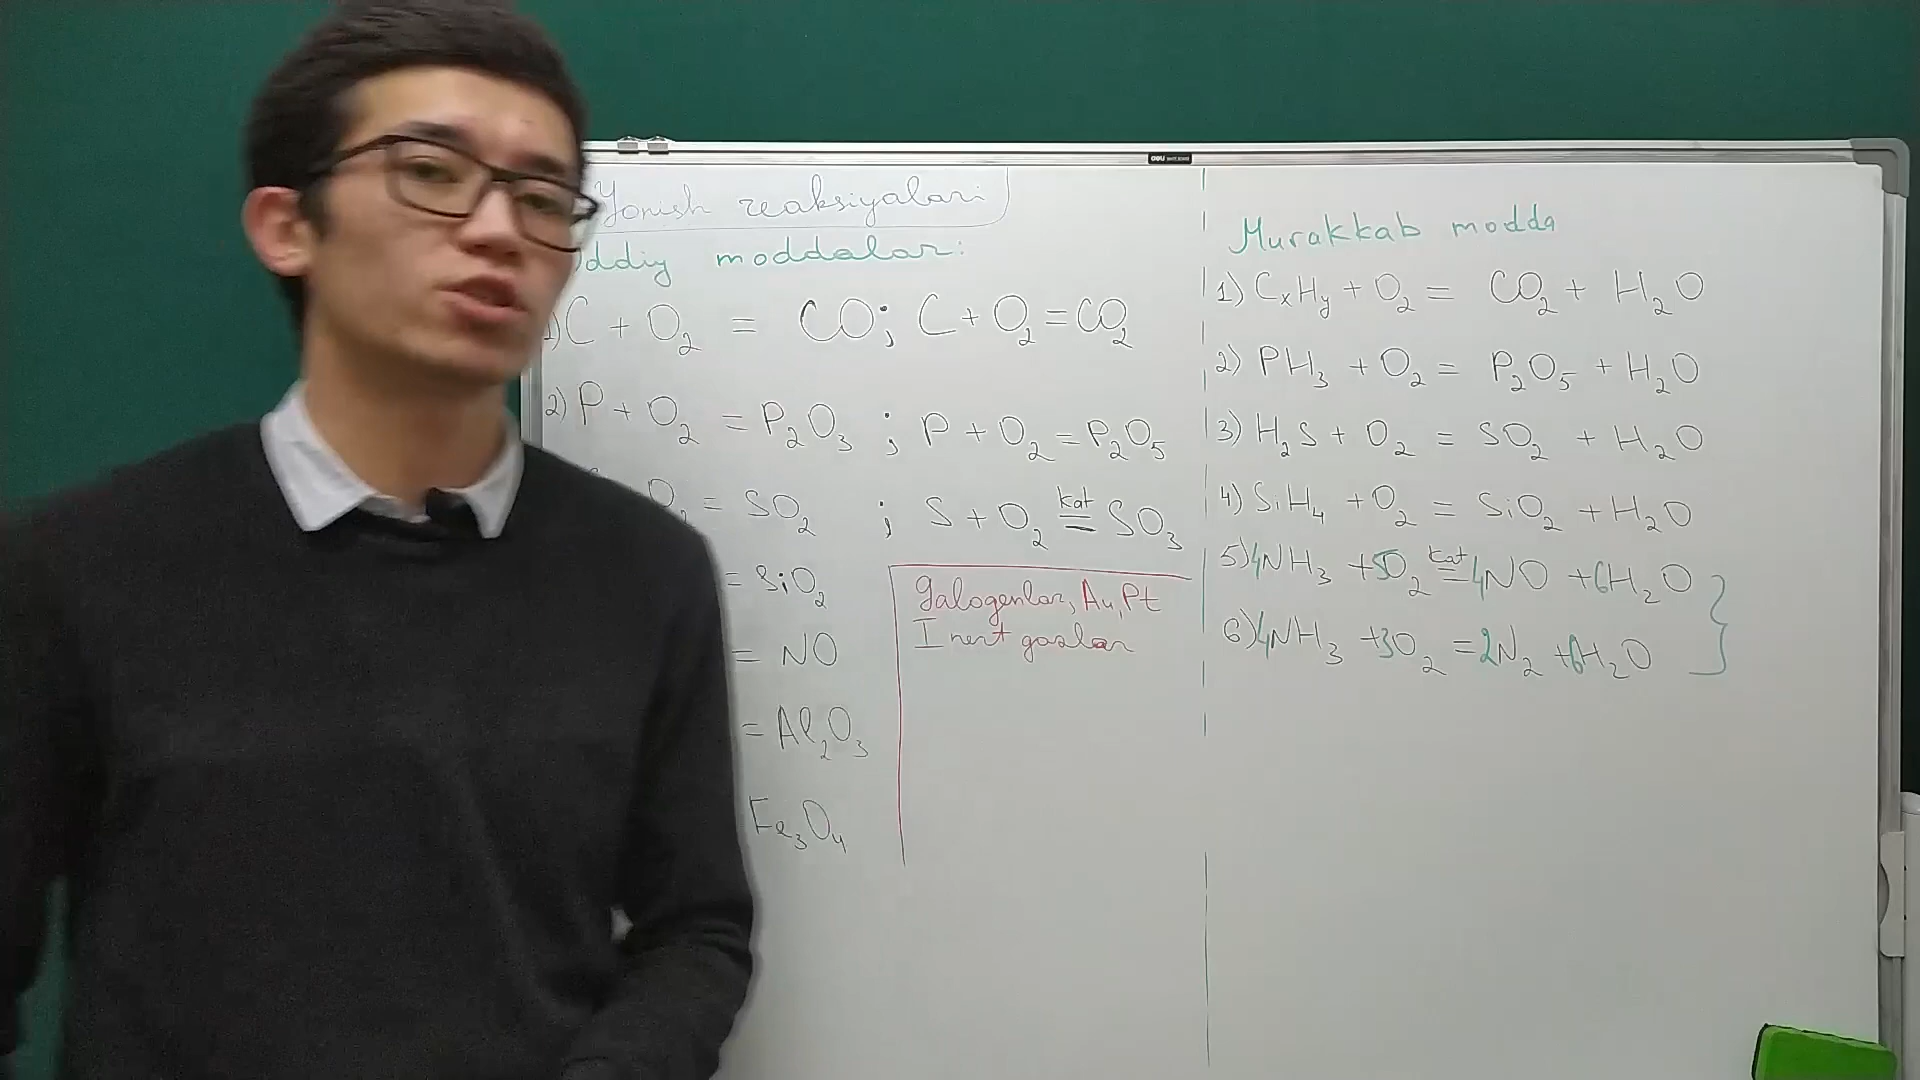 Yonish reaksiyalari
Oddiy moddalar:
1) C + O2 = CO; C + O2 = CO2
2) P + O2 = P2O3 ; P + O2 = P2O5
O2 = SO2 ; S + O2 kat = SO3
= SiO2
= NO
= Al2O3
Fe3O4
Galogenlar, Au, Pt
Inert gazlar
Murakkab modda
1) CxHy + O2 = CO2 + H2O
2) PH3 + O2 = P2O5 + H2O
3) H2S + O2 = SO2 + H2O
4) SiH4 + O2 = SiO2 + H2O
5) 4NH3 + 5O2 kat = 4NO + 6H2O
6) 4NH3 + 3O2 = 2N2 + 6H2O